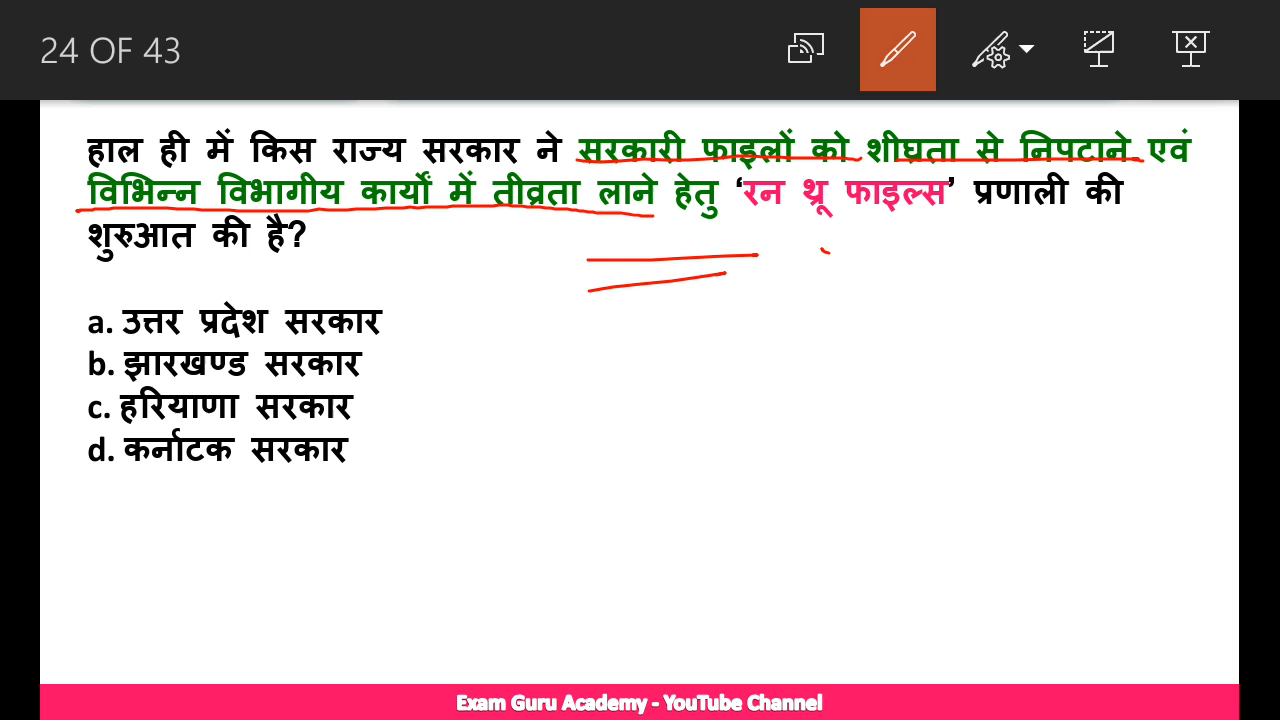 24 OF 43
हाल ही में किस राज्य सरकार ने सरकारी फाइलों को शीघ्रता से निपटाने एवं
विभिन्न विभागीय कार्यों में तीव्रता लाने हेतु ‘रन थ्रू फाइल्स’ प्रणाली की
शुरुआत की है?
a. उत्तर प्रदेश सरकार
b. झारखण्ड सरकार
c. हरियाणा सरकार
d. कर्नाटक सरकार
Exam Guru Academy - YouTube Channel